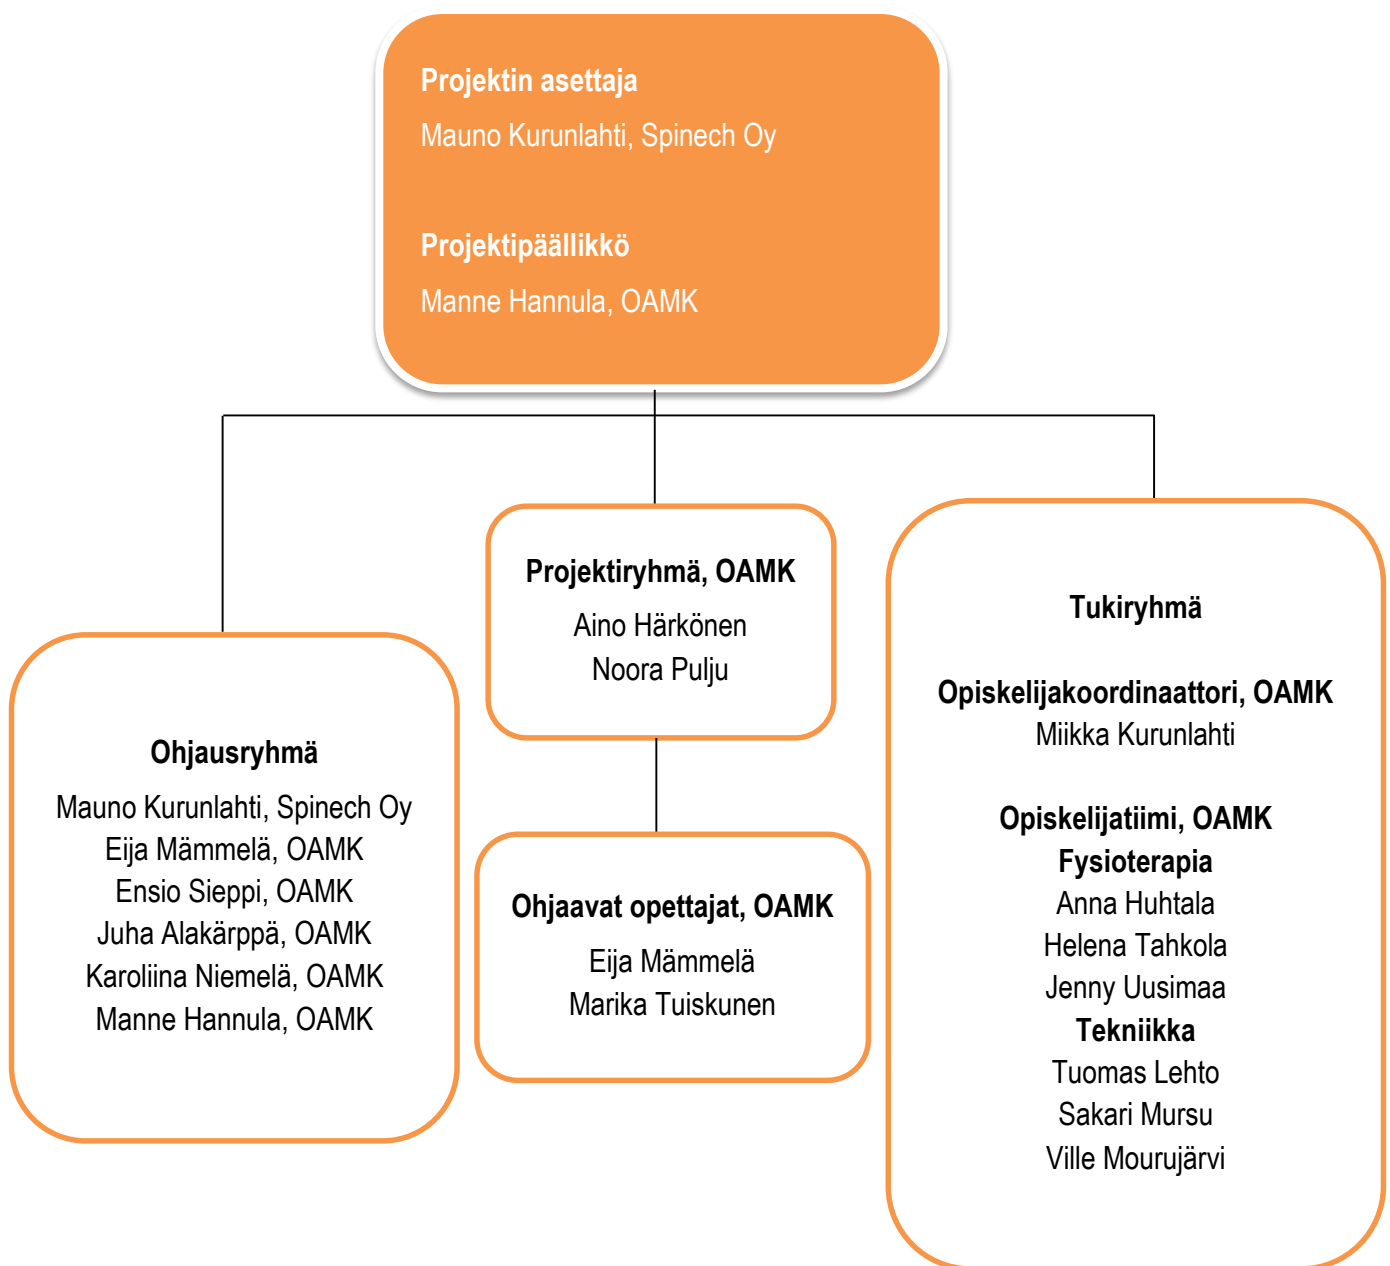 Projektin asettaja
Mauno Kurunlahti, Spinech Oy
Projektipäällikkö
Manne Hannula, OAMK
Ohjausryhmä
Mauno Kurunlahti, Spinech Oy
Eija Mämmelä, OAMK
Ensio Sieppi, OAMK
Juha Alakärppä, OAMK
Karoliina Niemelä, OAMK
Manne Hannula, OAMK
Projektiryhmä, OAMK
Aino Härkönen
Noora Pulju
Ohjaavat opettajat, OAMK
Eija Mämmelä
Marika Tuiskunen
Tukiryhmä
Opiskelijakoordinaattori, OAMK
Miikka Kurunlahti
Opiskelijatiimi, OAMK
Fysioterapia
Anna Huhtala
Helena Tahkola
Jenny Uusimaa
Tekniikka
Tuomas Lehto
Sakari Mursu
Ville Mourujärvi